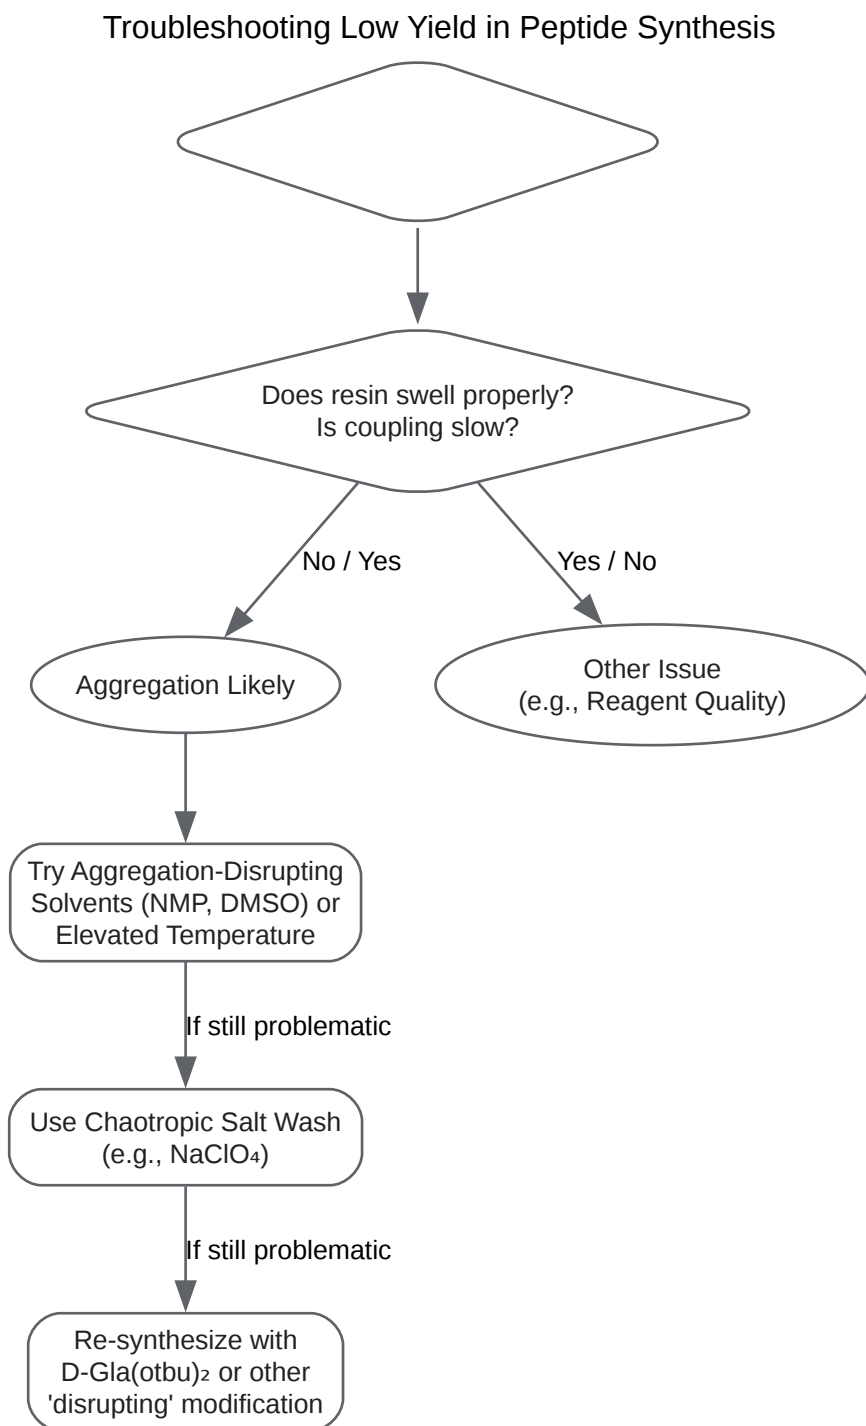 Troubleshooting Low Yield in Peptide Synthesis
Does resin swell properly?
Is coupling slow?
No / Yes
Yes / No
Aggregation Likely
Other Issue
(e.g., Reagent Quality)
Try Aggregation-Disrupting
Solvents (NMP, DMSO) or
Elevated Temperature
If still problematic
Use Chaotropic Salt Wash
(e.g., NaClO₄)
If still problematic
Re-synthesize with
D-Gla(otbu)₂ or other
'disrupting' modification